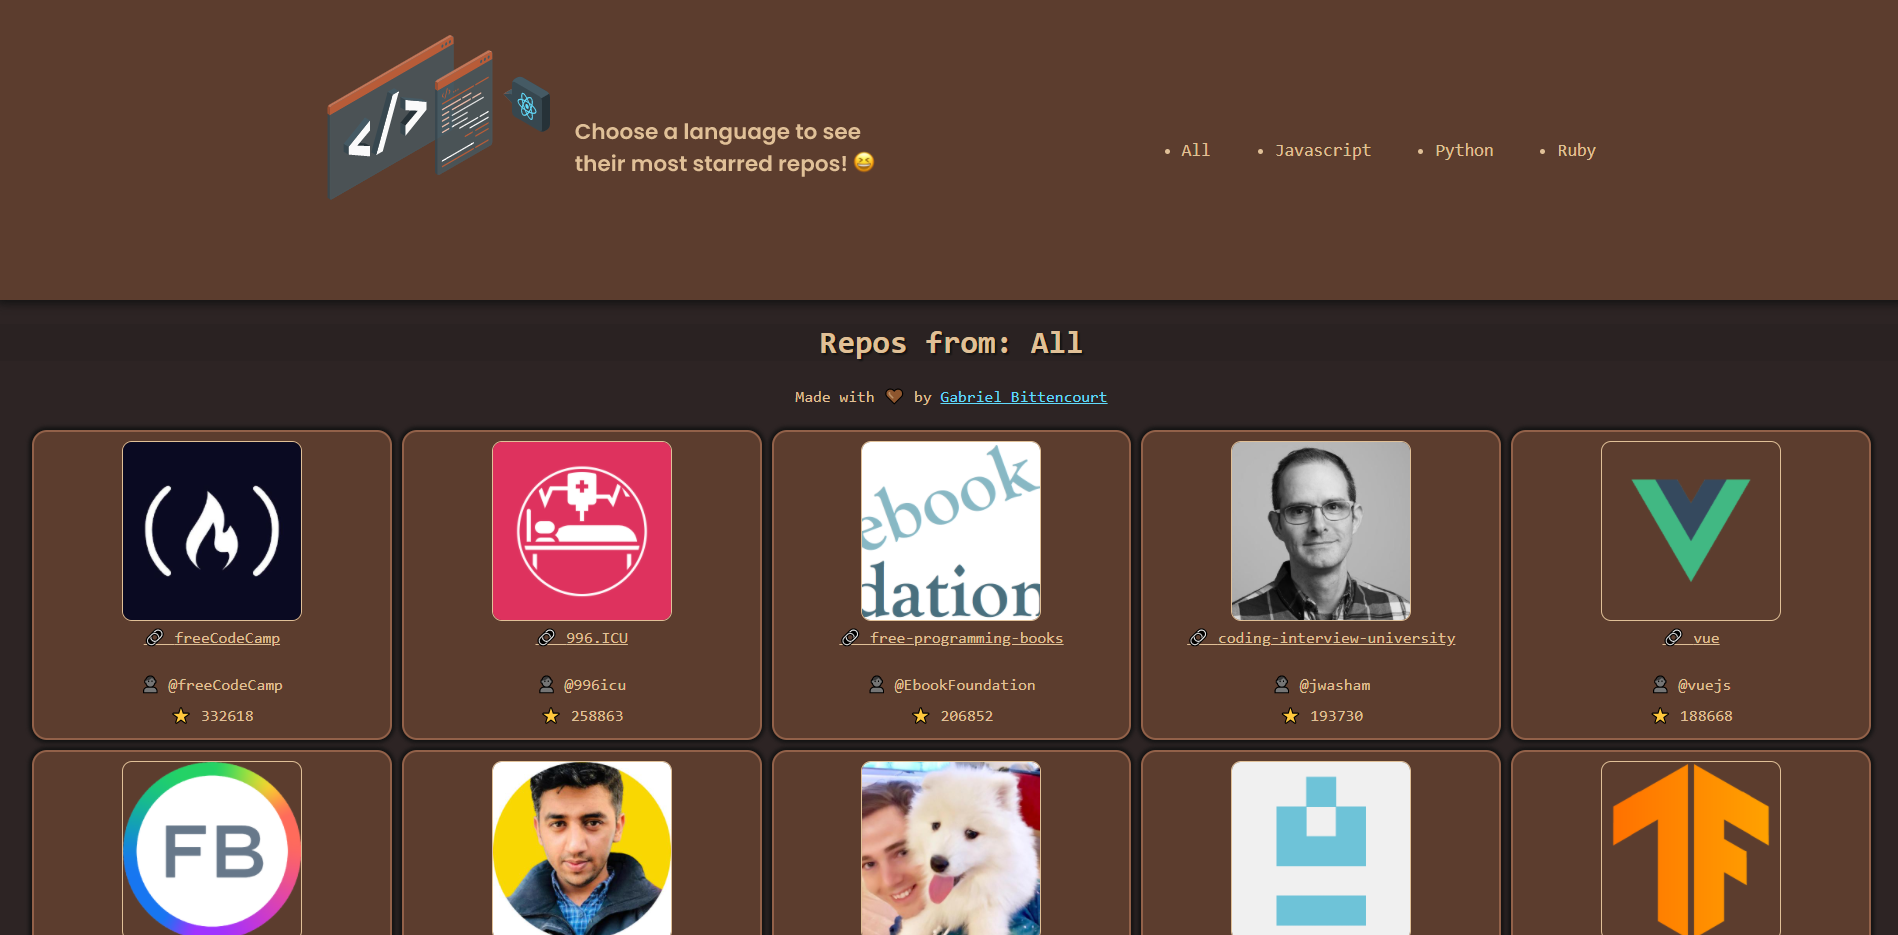 </>
Choose a language to see
their most starred repos! 😆
• All • Javascript • Python • Ruby
Repos from: All
Made with 🤎 by Gabriel Bittencourt
ebook
dation
freeCodeCamp
@freeCodeCamp
332618
996.ICU
@996icu
258863
free-programming-books
@EbookFoundation
206852
coding-interview-university
@jwasham
193730
vue
@vuejs
188668
FB